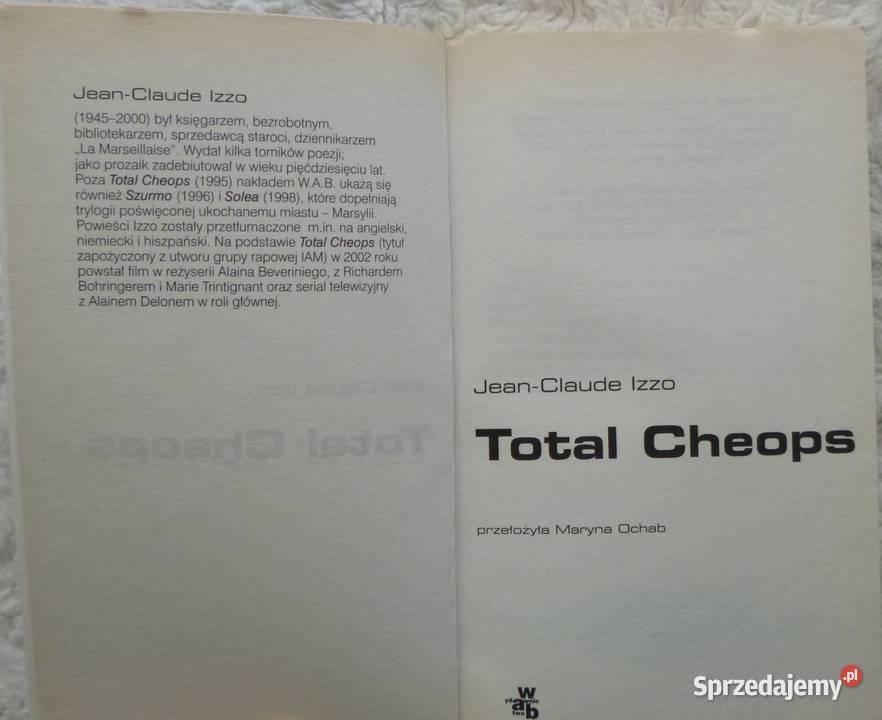 Jean-Claude Izzo
(1945–2000) był księgarzem, bezrobotnym,
bibliotekarzem, sprzedawcą staroci, dziennikarzem
„La Marseillaise”. Wydał kilka tomików poezji;
jako prozaik zadebiutował w wieku pięćdziesięciu lat.
Poza Total Cheops (1995) nakładem W.A.B. ukażą się
również Szurmo (1996) i Solea (1998), które dopełniają
trylogii poświęconej ukochanemu miastu – Marsylii.
Powieści Izzo zostały przetłumaczone m.in. na angielski,
niemiecki i hiszpański. Na podstawie Total Cheops (tytuł
zapożyczony z utworu grupy rapowej IAM) w 2002 roku
powstał film w reżyserii Alaina Beveriniego, z Richardem
Bohringerem i Marie Trintignant oraz serial telewizyjny
z Alainem Delonem w roli głównej.
Jean-Claude Izzo
Total Cheops
przełożyła Maryna Ochab
w
ydawnic
a
two
b
Sprzedajemy.pl